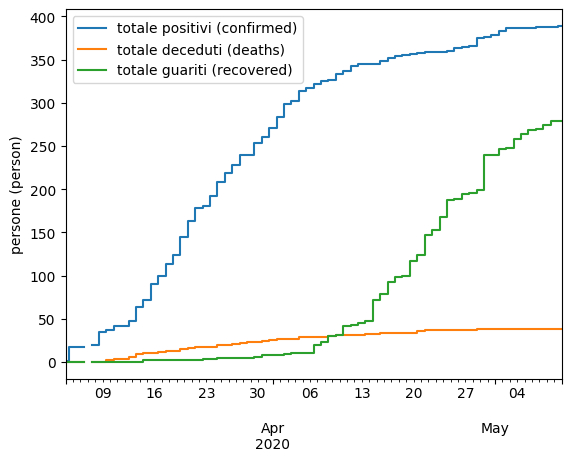 totale positivi (confirmed)
totale deceduti (deaths)
totale guariti (recovered)
persone (person)
400
350
300
250
200
150
100
50
0
09 16 23 30 06 13 20 27 04
Apr May
2020